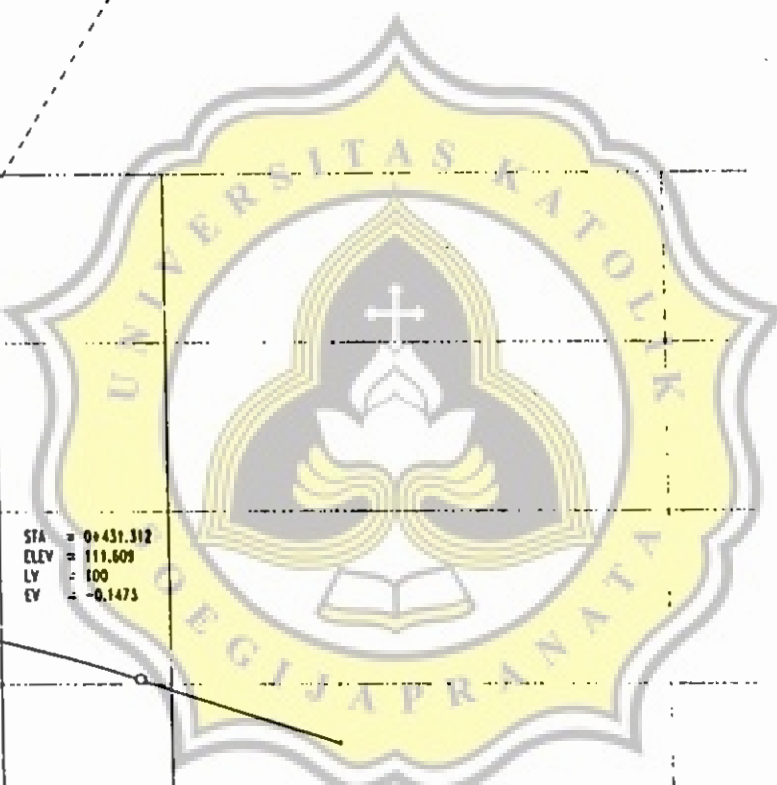 UNIVERSITAS KATOLIK
SOEGIJAPRANATA
STA = 0+431.312
ELEV = 111.609
LV = 100
EV = -0.1475